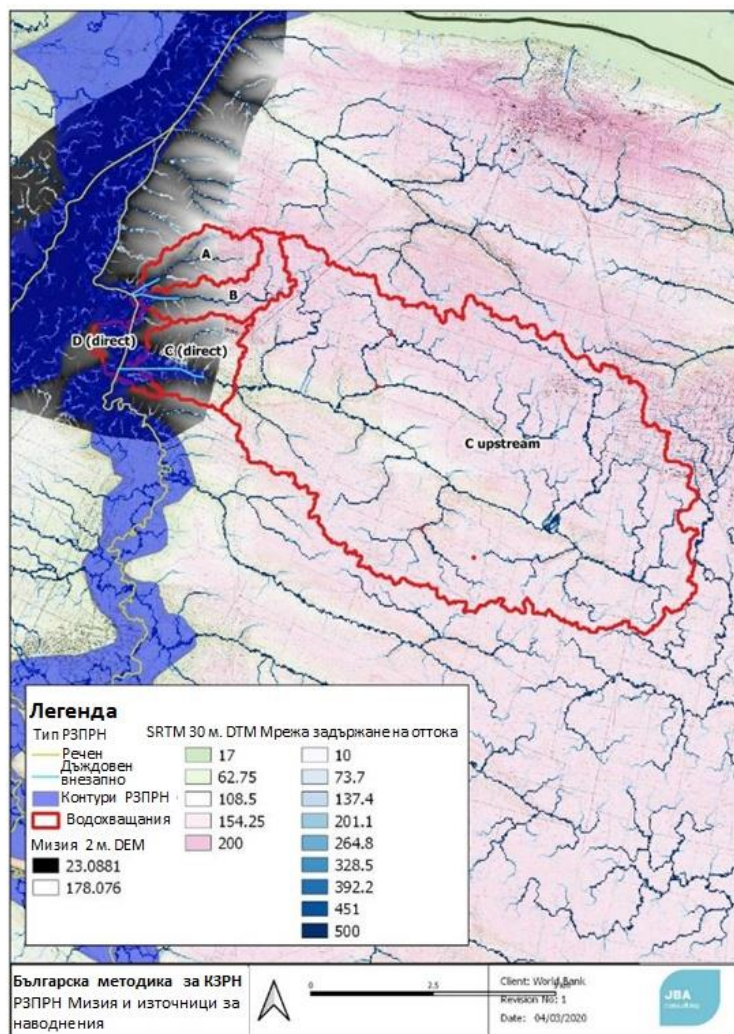 A
B
D (direct)
C (direct)
C upstream
Легенда
Тип РЗПРН
Речен
Дъждовен
внезапно
Контури РЗПРН
Водохващания
Мизия 2 м. DEM
23.0881
178.076
SRTM 30 м. DTM
17
62.75
108.5
154.25
200
Мрежа задържане на оттока
10
73.7
137.4
201.1
264.8
328.5
392.2
451
500
Българска методика за КЗРН
РЗПРН Мизия и източници за
наводнения
0 2.5
Client: World Bank
Revision No: 1
Date: 04/03/2020
JBA
consulting